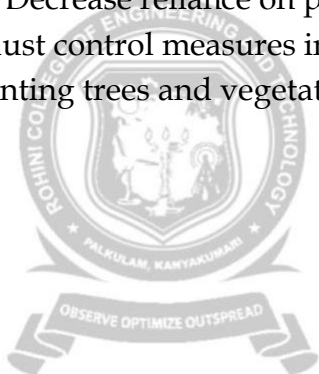 Decrease reliance on p
ust control measures in
nting trees and vegetat
ROHINI COLLEGE OF ENGINEERING AND TECHNOLOGY
PALKULAM, KANYAKUMARI
OBSERVE OPTIMIZE OUTSPREAD